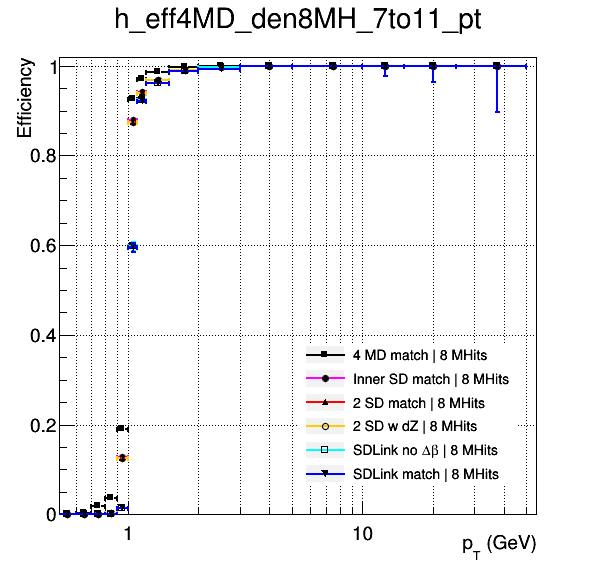 h_eff4MD_den8MH_7to11_pt
Efficiency
1
0.8
0.6
0.4
0.2
0
4 MD match | 8 MHits
Inner SD match | 8 MHits
2 SD match | 8 MHits
2 SD w dZ | 8 MHits
SDLink no Δβ | 8 MHits
SDLink match | 8 MHits
1
10
p_T (GeV)